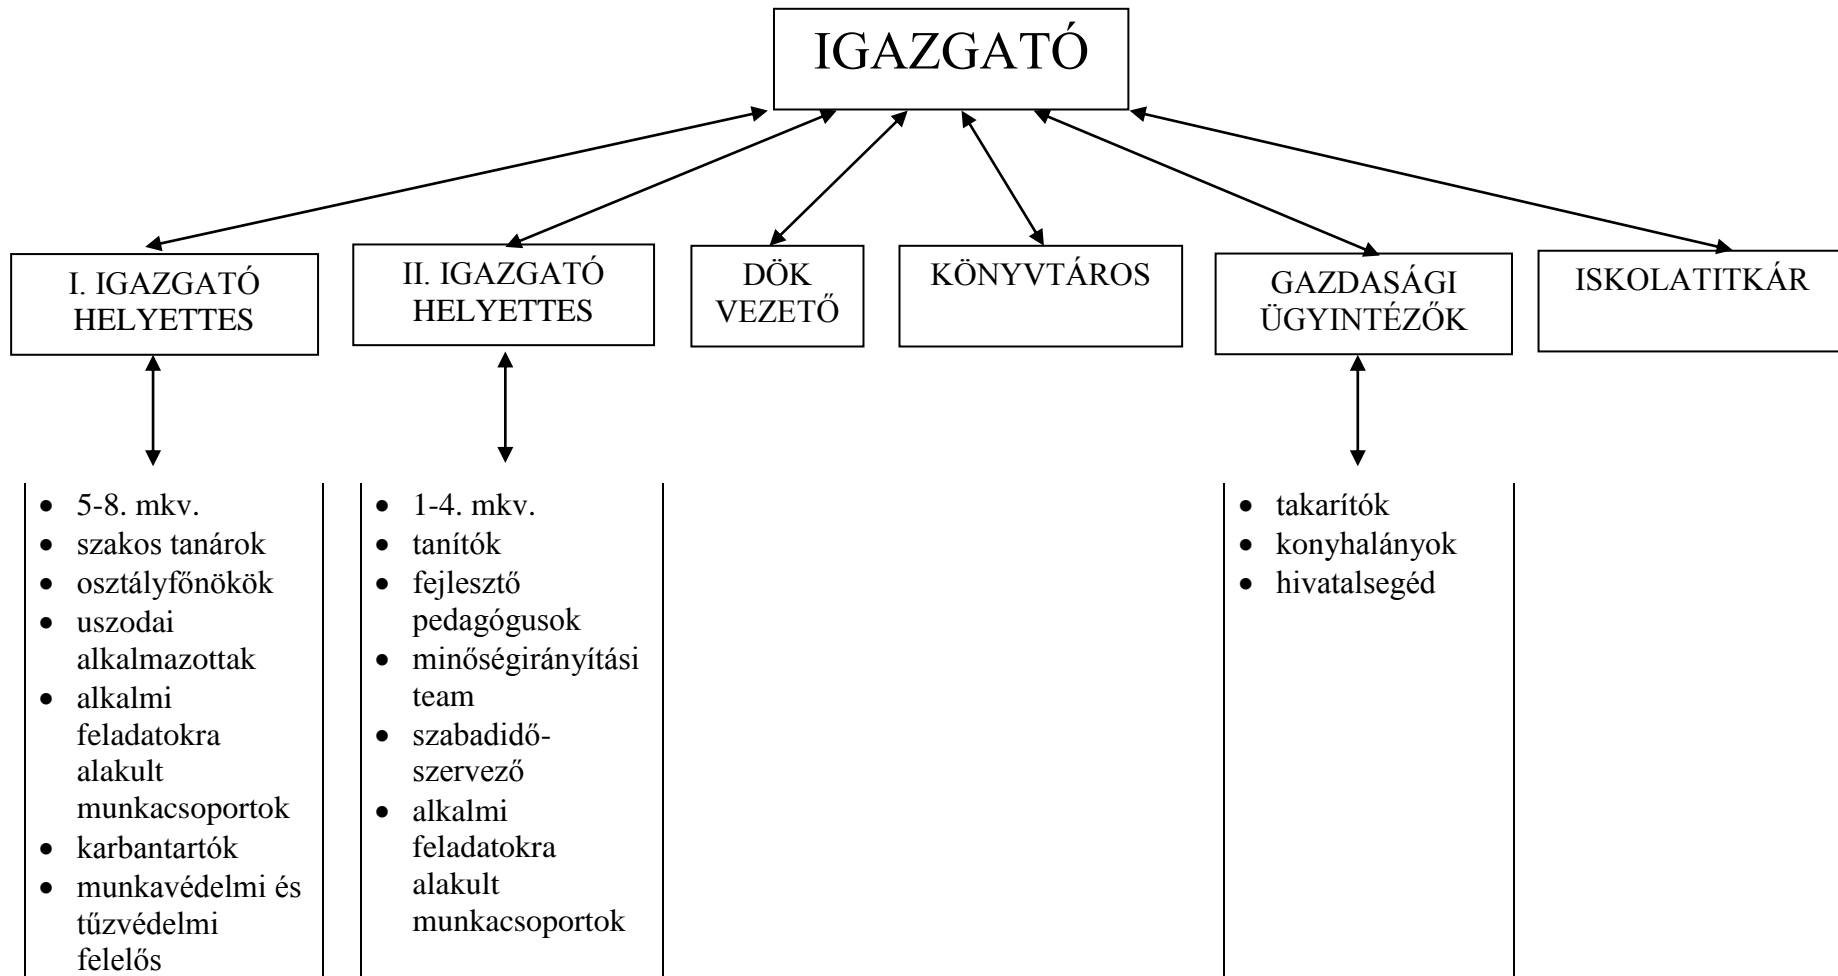 IGAZGATÓ
I. IGAZGATÓ
HELYETTES
II. IGAZGATÓ
HELYETTES
DÖK
VEZETŐ
KÖNYVTÁROS
GAZDASÁGI
ÜGYINTÉZŐK
ISKOLATITKÁR
• 5-8. mkv.
• szakos tanárok
• osztályfőnökök
• uszodai
alkalmazottak
• alkalmi
feladatokra
alakult
munkacsoportok
• karbantartók
• munkavédelmi és
tűzvédelmi
felelős
• 1-4. mkv.
• tanítók
• fejlesztő
pedagógusok
• minőségirányítási
team
• szabadidő-
szervező
• alkalmi
feladatokra
alakult
munkacsoportok
• takarítók
• konyhalányok
• hivatalsegéd